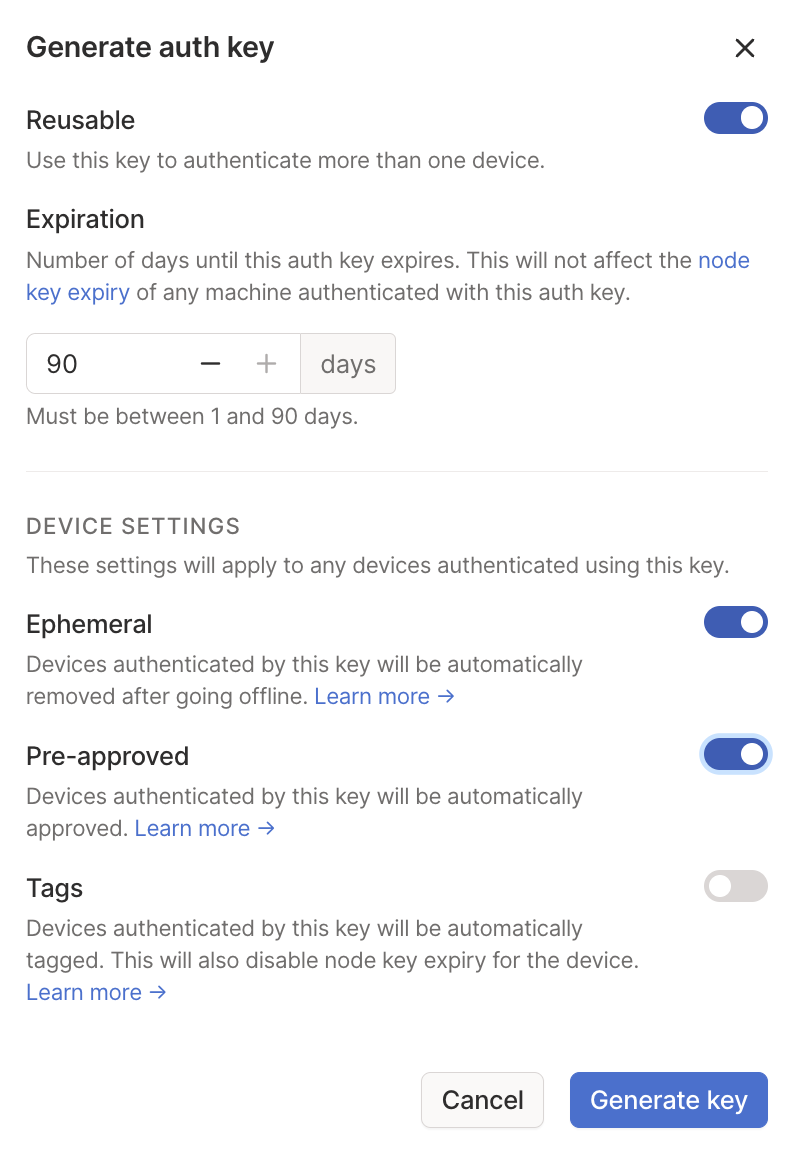 Generate auth key
Reusable
Use this key to authenticate more than one device.
Expiration
Number of days until this auth key expires. This will not affect the node
key expiry of any machine authenticated with this auth key.
90 days
Must be between 1 and 90 days.
DEVICE SETTINGS
These settings will apply to any devices authenticated using this key.
Ephemeral
Devices authenticated by this key will be automatically
removed after going offline. Learn more →
Pre-approved
Devices authenticated by this key will be automatically
approved. Learn more →
Tags
Devices authenticated by this key will be automatically
tagged. This will also disable node key expiry for the device.
Learn more →
Cancel Generate key